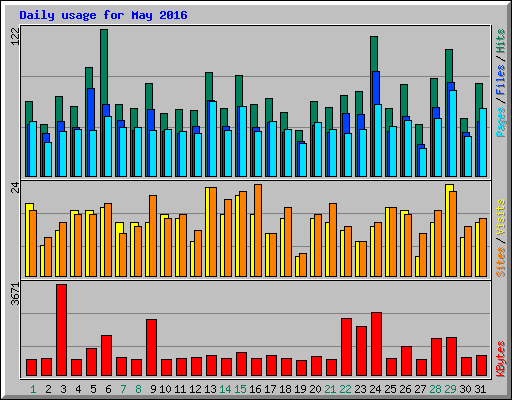 Daily usage for May 2016
122
Pages / Files / Hits
24
Sites / Visits
3671
KBytes
1 2 3 4 5 6 7 8 9 10 11 12 13 14 15 16 17 18 19 20 21 22 23 24 25 26 27 28 29 30 31